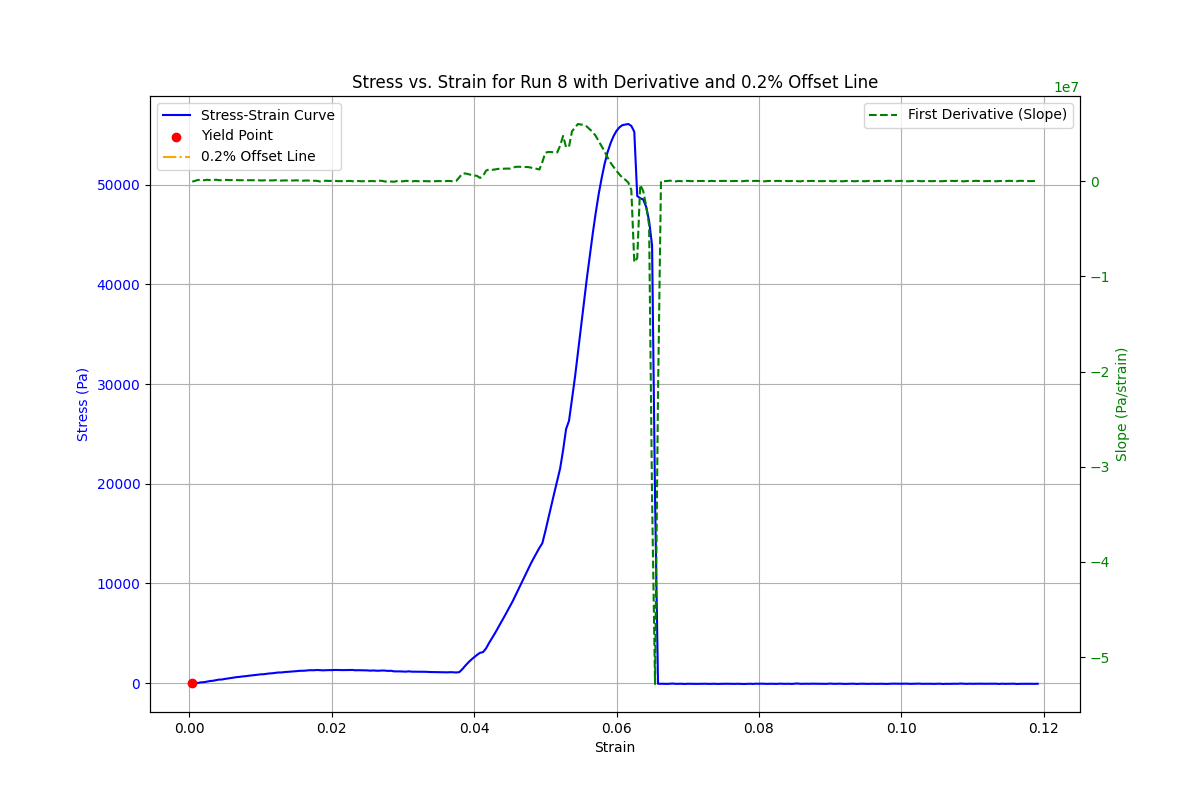 Stress vs. Strain for Run 8 with Derivative and 0.2% Offset Line
1e7
Stress-Strain Curve
Yield Point
0.2% Offset Line
First Derivative (Slope)
50000
40000
30000
20000
10000
0
Stress (Pa)
0
−1
−2
−3
−4
−5
Slope (Pa/strain)
0.00 0.02 0.04 0.06 0.08 0.10 0.12
Strain